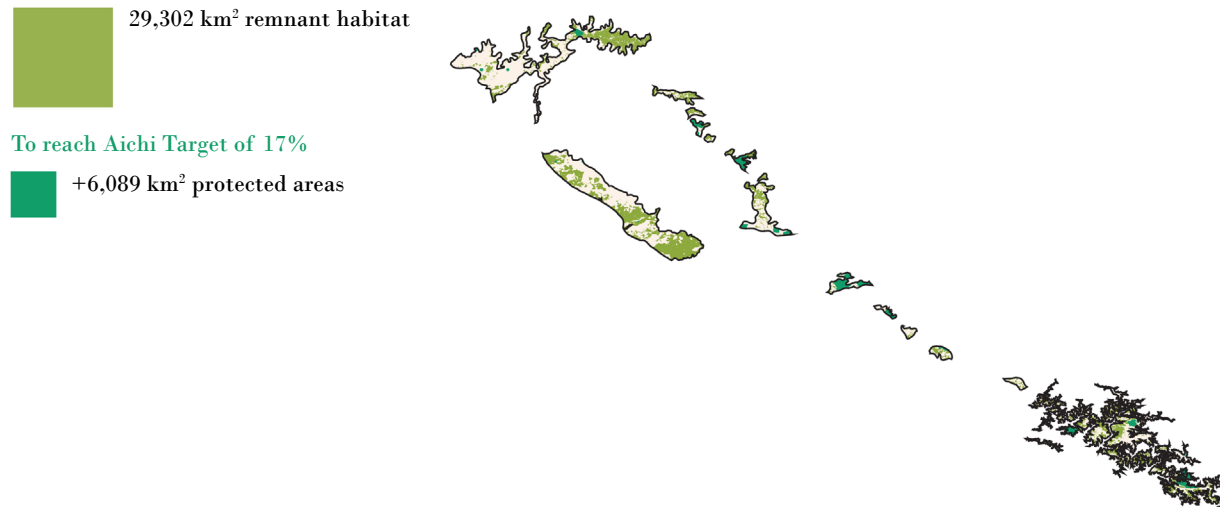 29,302 km² remnant habitat
To reach Aichi Target of 17%
+6,089 km² protected areas